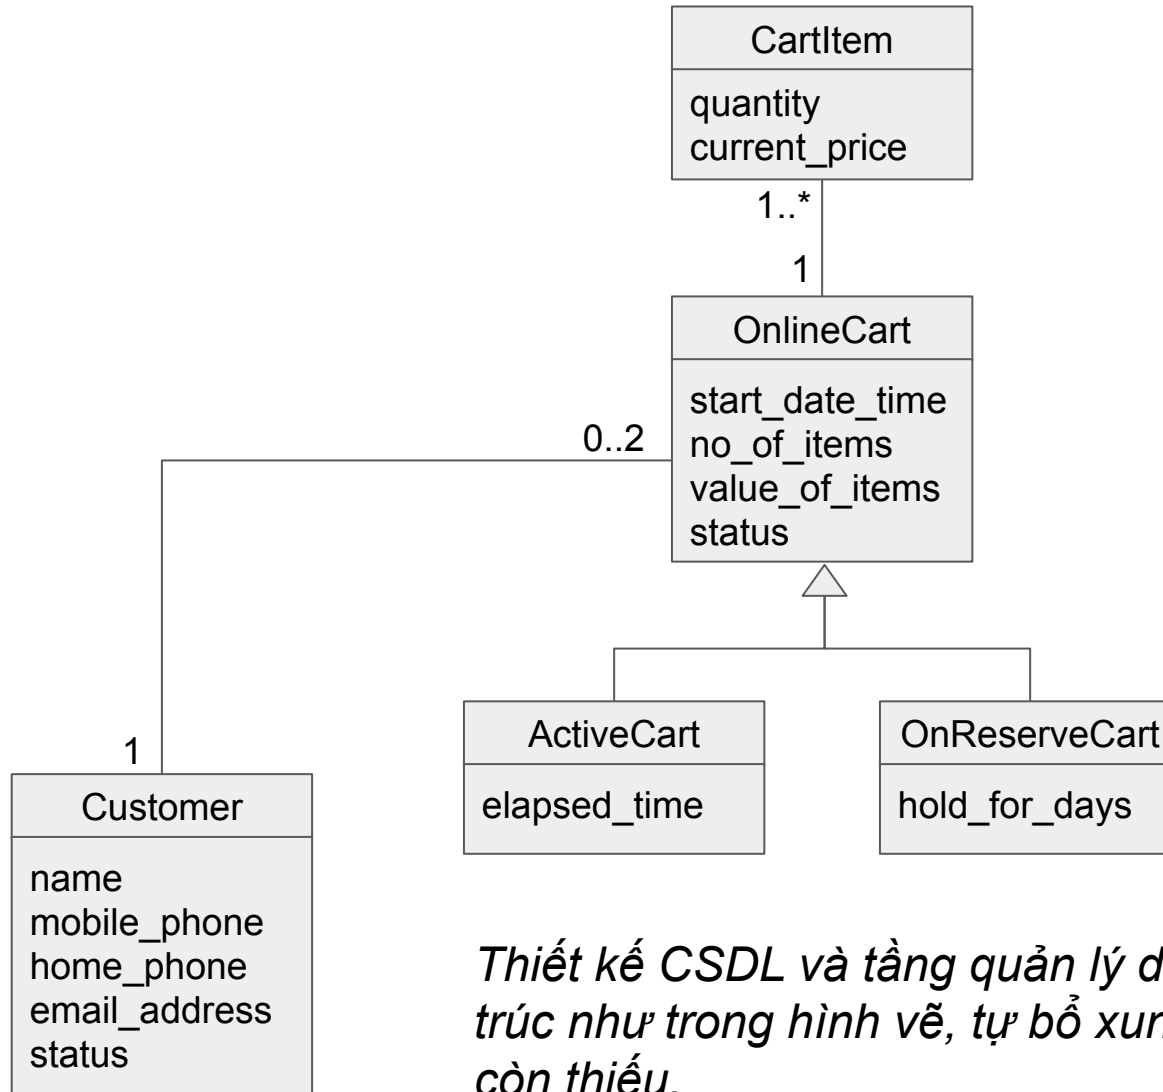 CartItem
quantity
current_price
1..*
1
OnlineCart
start_date_time
no_of_items
value_of_items
status
0..2
1
ActiveCart
elapsed_time
OnReserveCart
hold_for_days
Customer
name
mobile_phone
home_phone
email_address
status
Thiết kế CSDL và tầng quản lý
trúc như trong hình vẽ, tự bổ
còn thiếu.